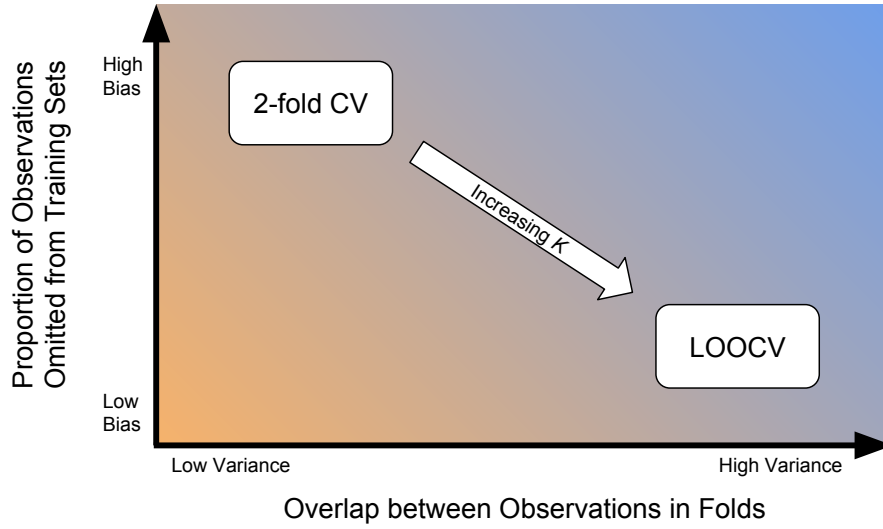 Proportion of Observations
Omitted from Training Sets
High
Bias
2-fold CV
Increasing K
LOOCV
Low
Bias
Low Variance
High Variance
Overlap between Observations in Folds